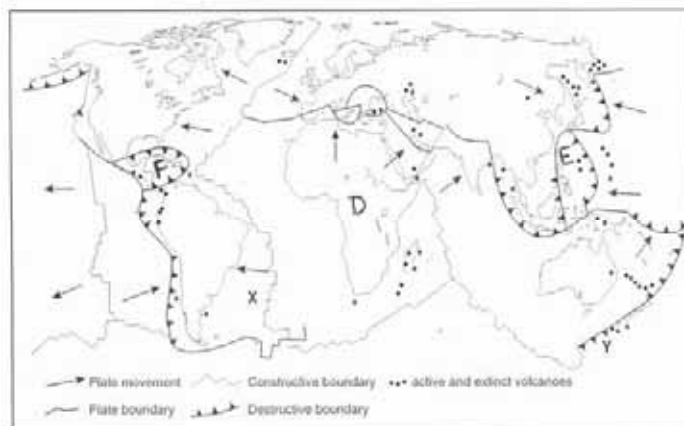 F
E
D
X
Y
Plate movement
Constructive boundary
active and extinct volcanoes
Plate boundary
Destructive boundary